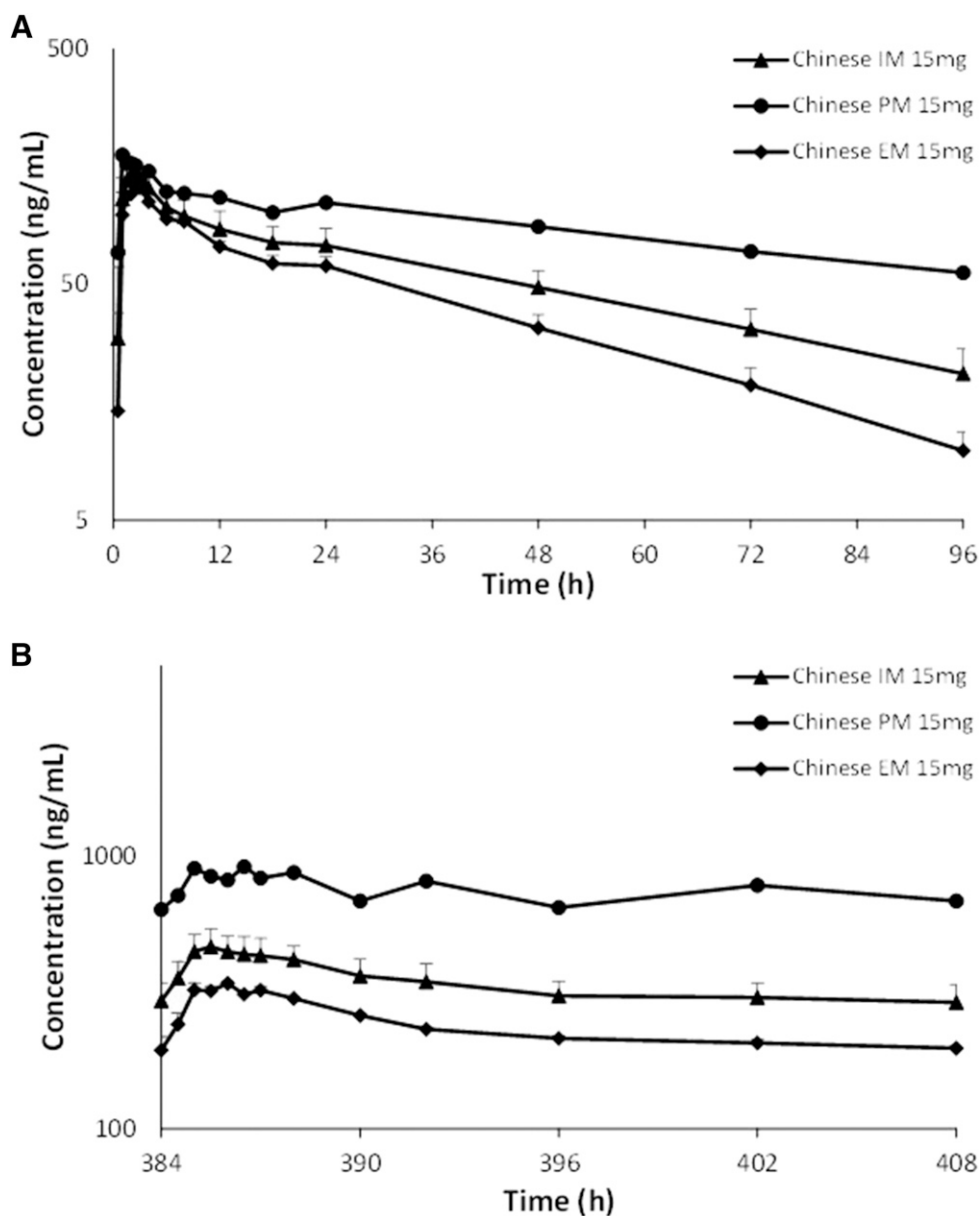 A
500
50
5
Concentration (ng/mL)
Chinese IM 15mg
Chinese PM 15mg
Chinese EM 15mg
0 12 24 36 48 60 72 84 96
Time (h)
B
1000
100
Concentration (ng/mL)
Chinese IM 15mg
Chinese PM 15mg
Chinese EM 15mg
384 390 396 402 408
Time (h)